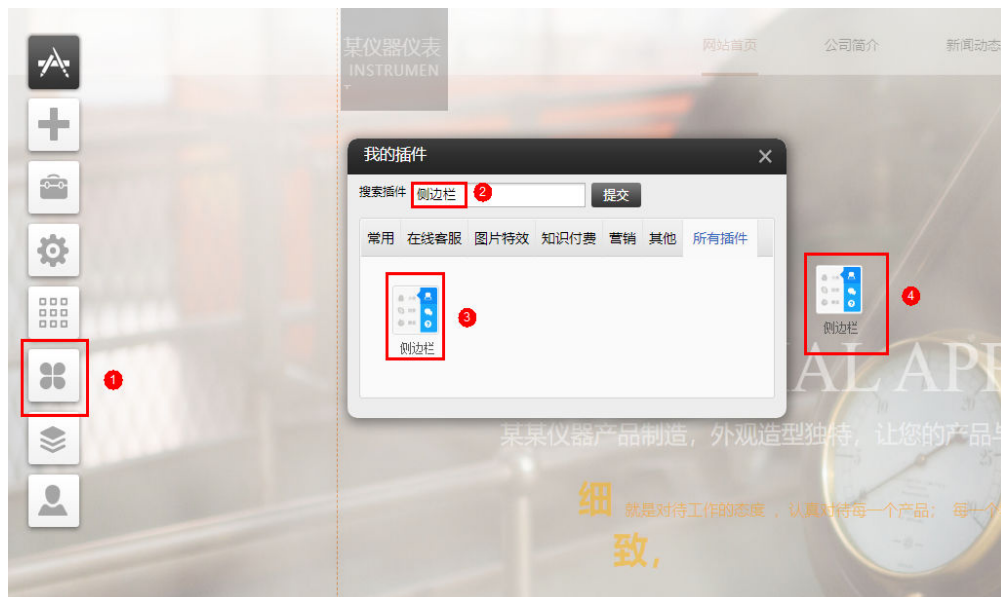 某仪器仪表
INSTRUMEN
网站首页
公司简介
新闻动态
我的插件
搜索插件 侧边栏 2 提交
常用 在线客服 图片特效 知识付费 营销 其他 所有插件
3
侧边栏
4
侧边栏
1
AL APP
某某仪器产品制造，外观造型独特，让您的产品与
细 就是对待工作的态度 ，认真对待每一个产品； 每一个
致，